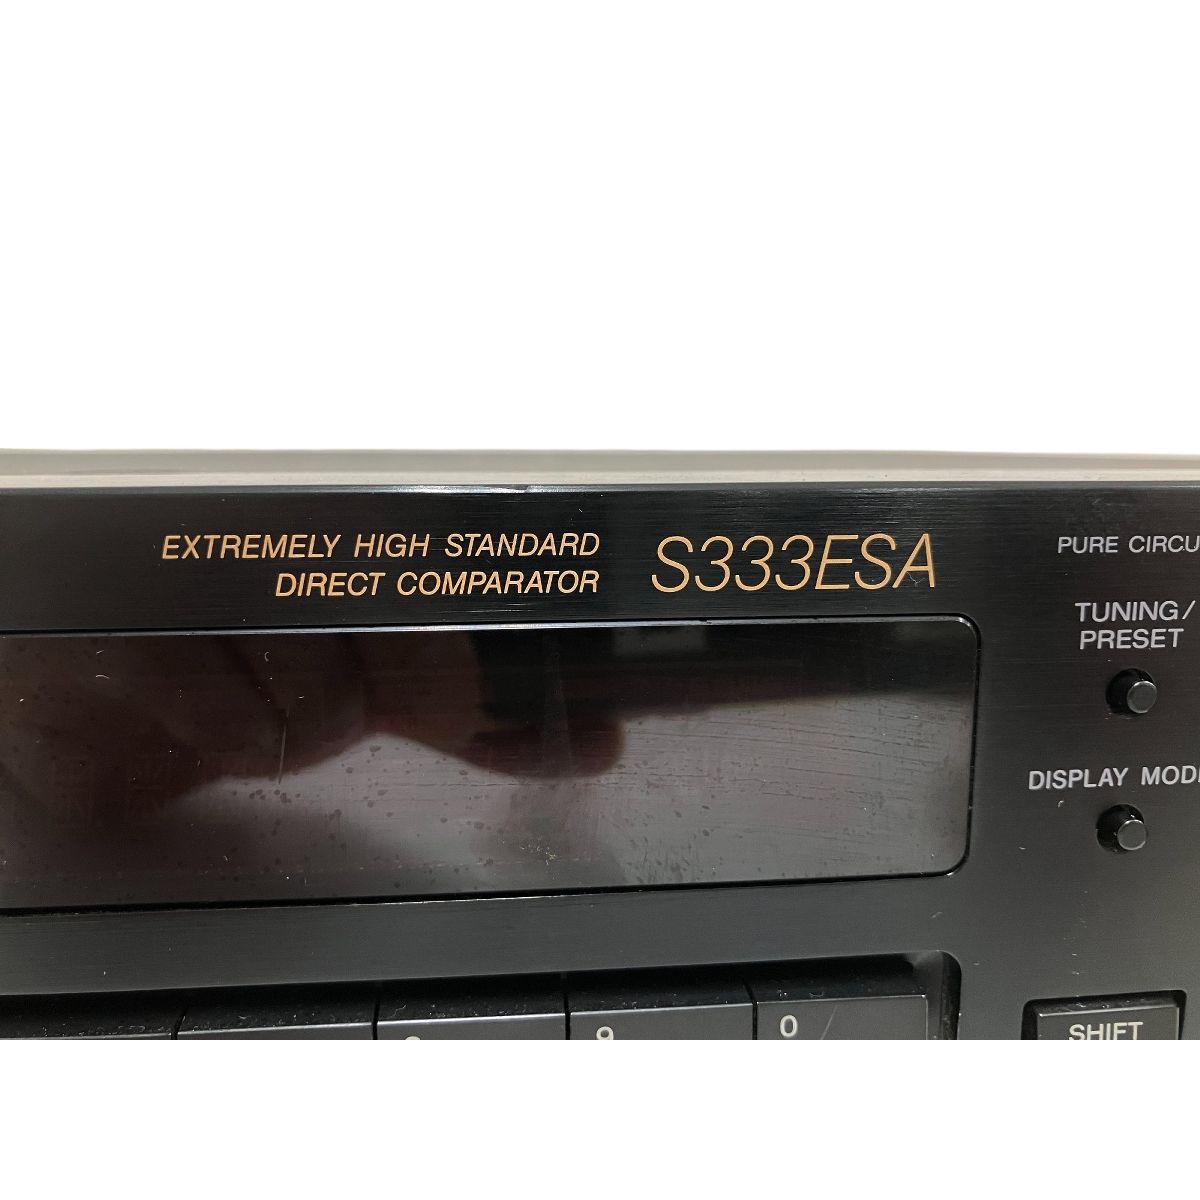 EXTREMELY HIGH STANDARD
DIRECT COMPARATOR
S333ESA
PURE CIRCU
TUNING/
PRESET
DISPLAY MODE
9
0
SHIFT